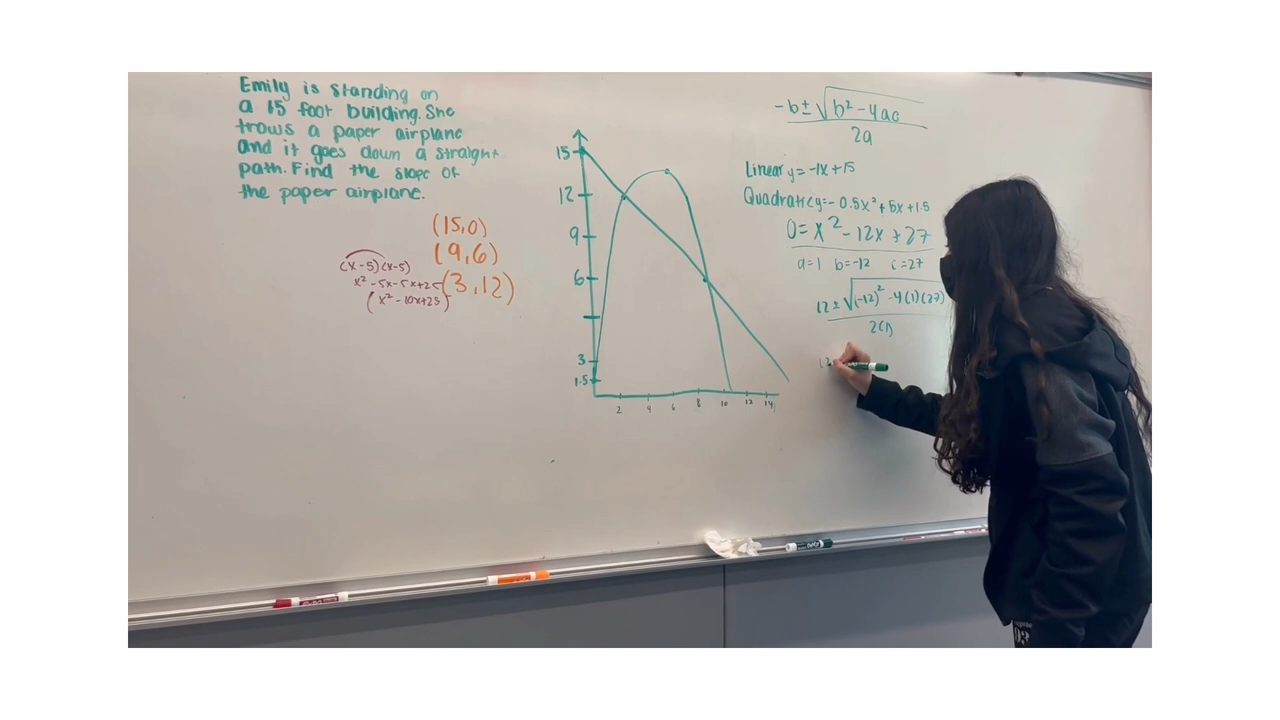 Emily is standing on
a 15 foot building. She
trows a paper airplane
and it goes down a straight
path. Find the slope of
the paper airplane.
(15,0)
(9,6)
(3,12)
(x-5)(x-5)
x²-5x-5x+25
(x²-10x+25)
15
12
9
6
3
1.5
2 4 6 8 10 12 14
-b±√b²-4ac
2a
Linear y=-1x+15
Quadratic y=-0.5x²+5x+1.5
0=x²-12x+27
a=1 b=-12 c=27
12±√(-12)²-4(1)(27)
2(1)
03